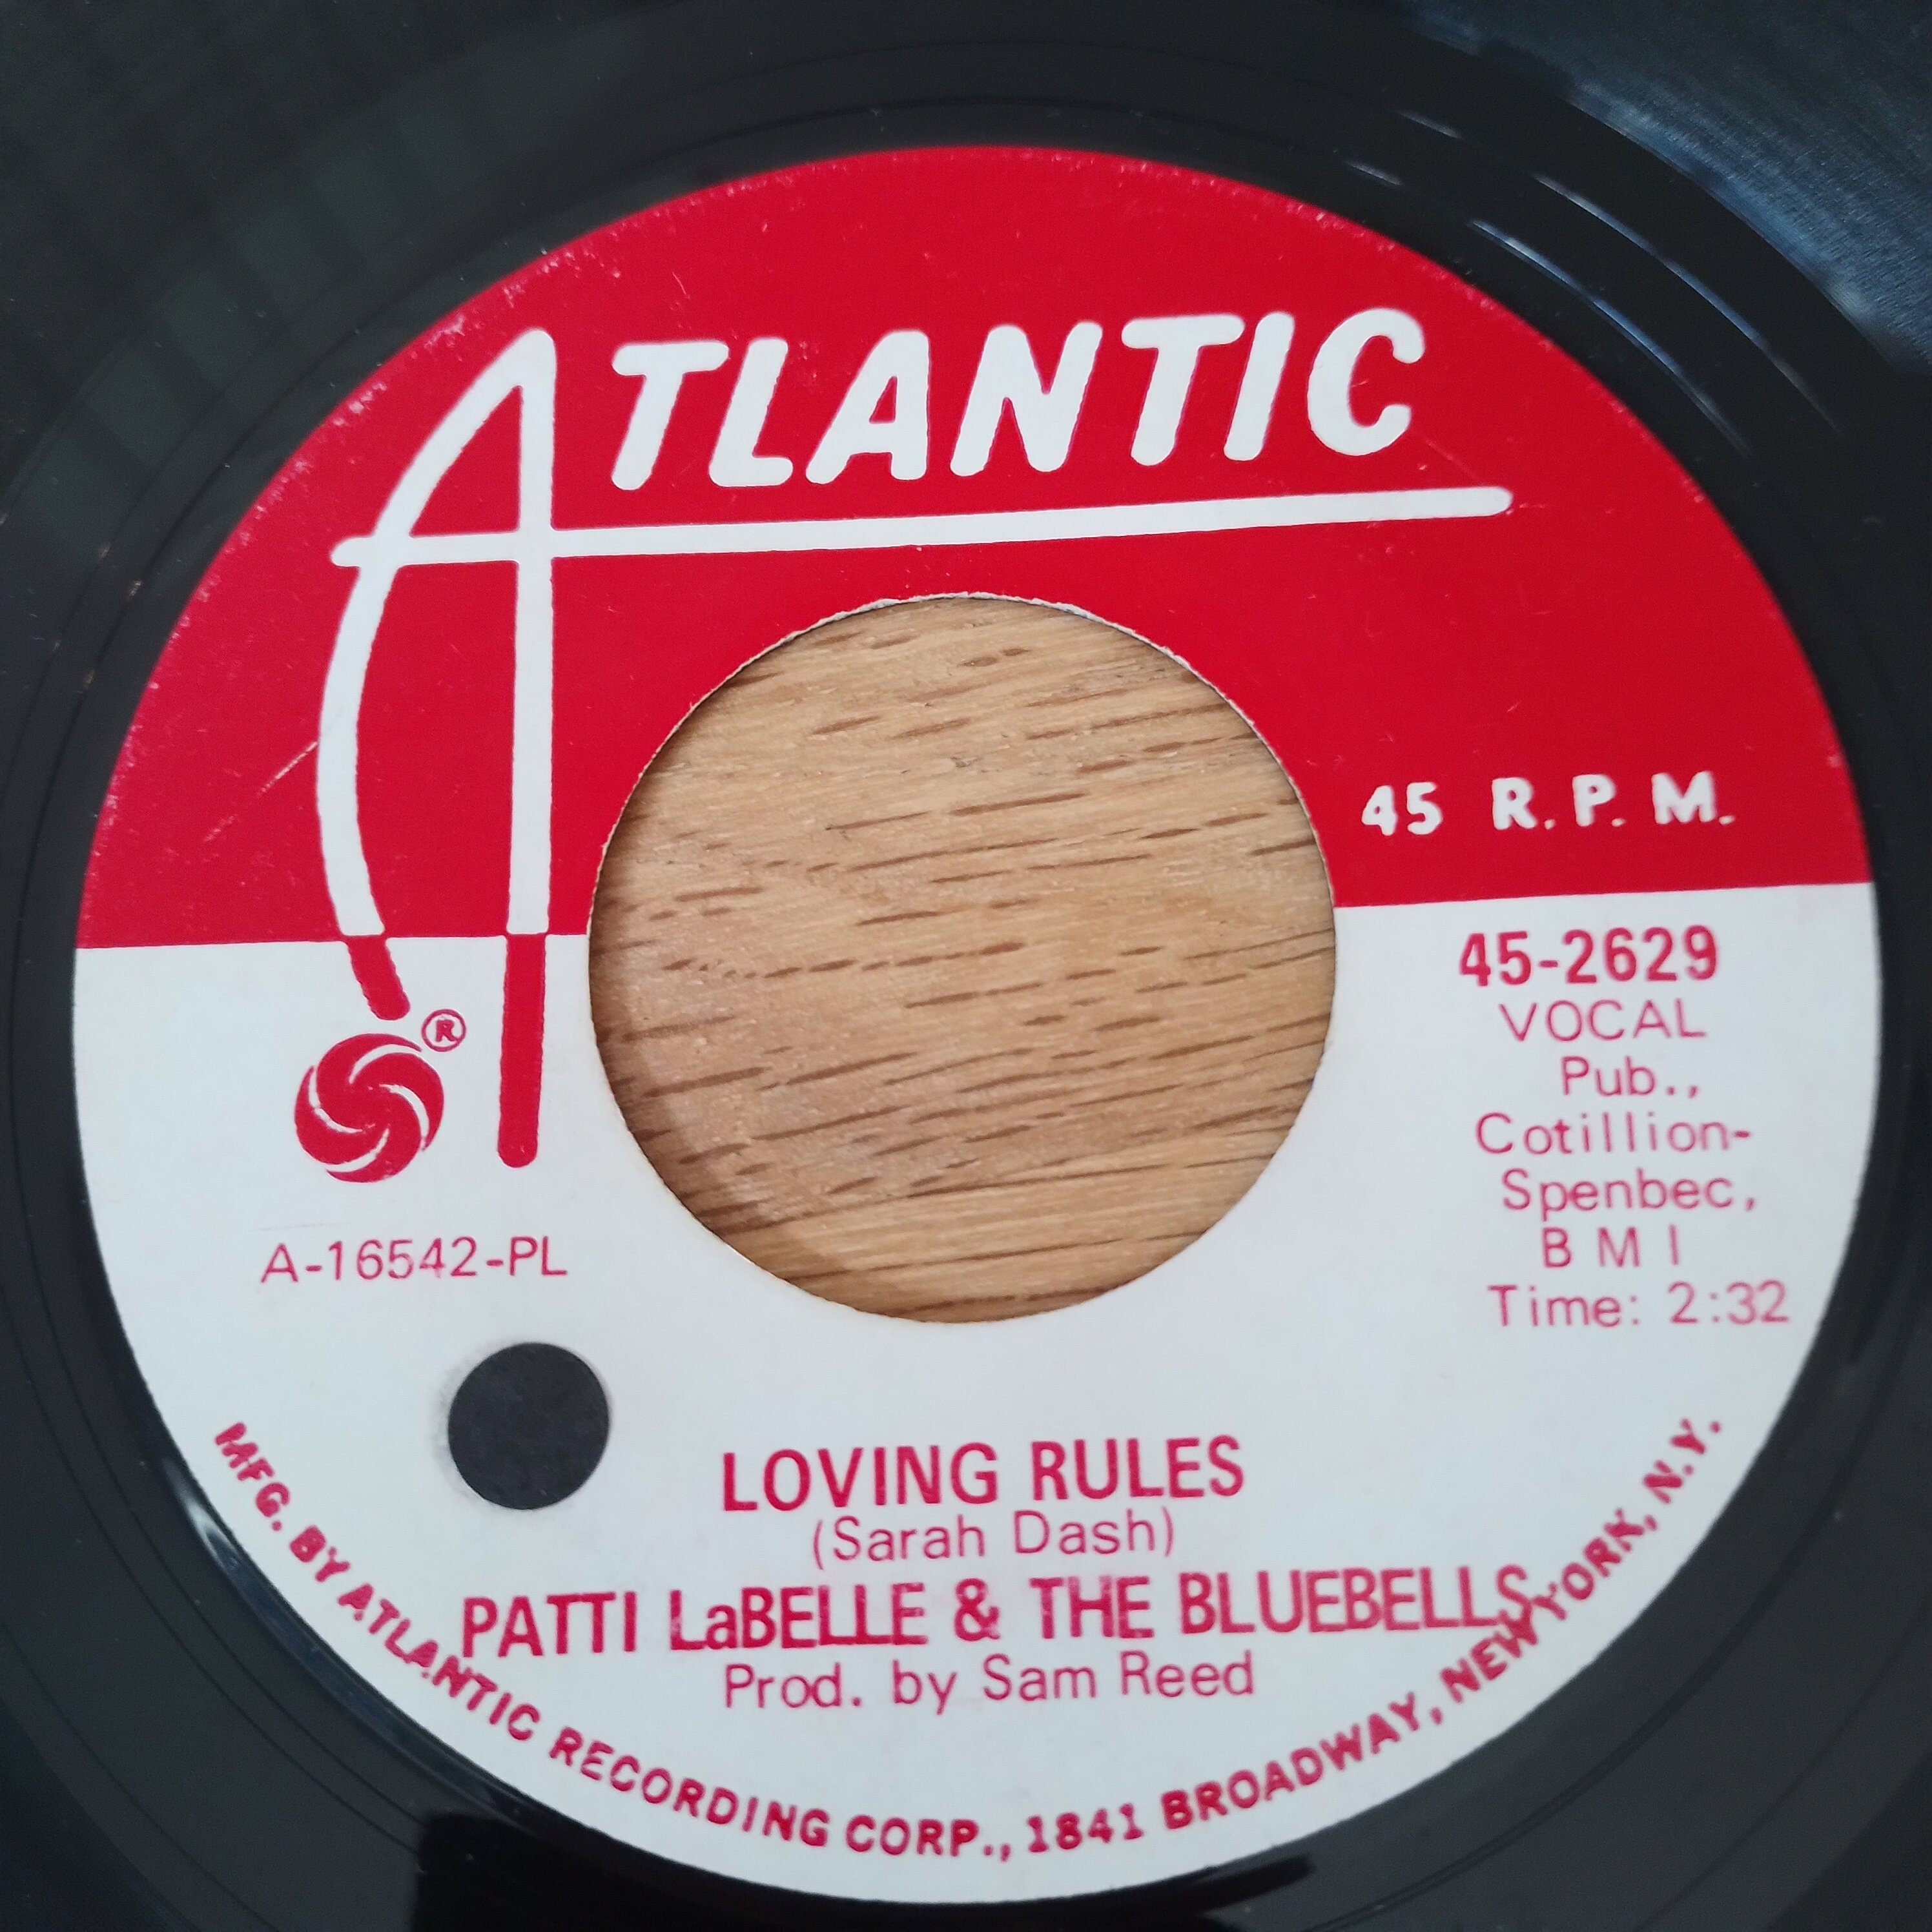 ATLANTIC
45 R.P.M.
45-2629
VOCAL
Pub.,
Cotillion-
Spenbec,
BMI
Time: 2:32
®
A-16542-PL
LOVING RULES
(Sarah Dash)
PATTI LaBELLE & THE BLUEBELLS
Prod. by Sam Reed
MFG. BY ATLANTIC RECORDING CORP., 1841 BROADWAY, NEW YORK, N.Y.